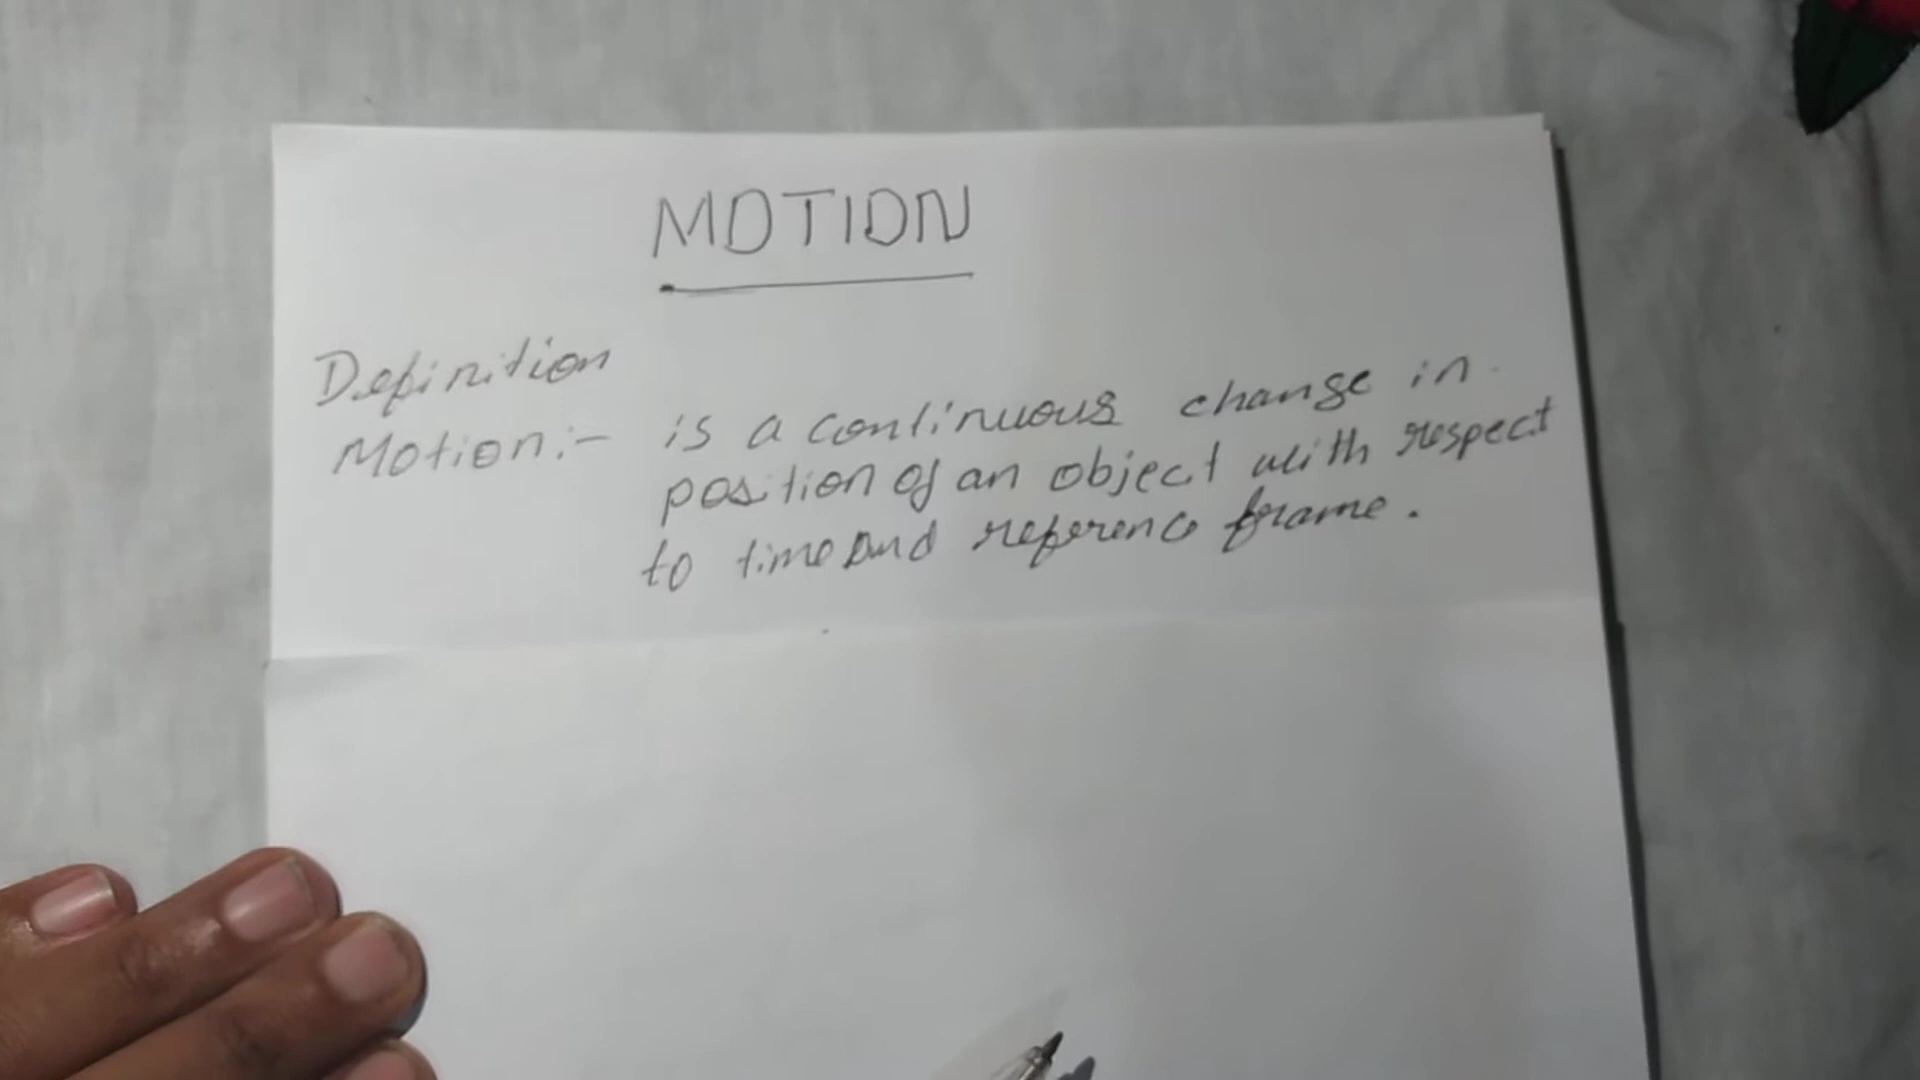 MOTION
Definition
Motion:- is a continuous change in
position of an object with respect
to time and reference frame.